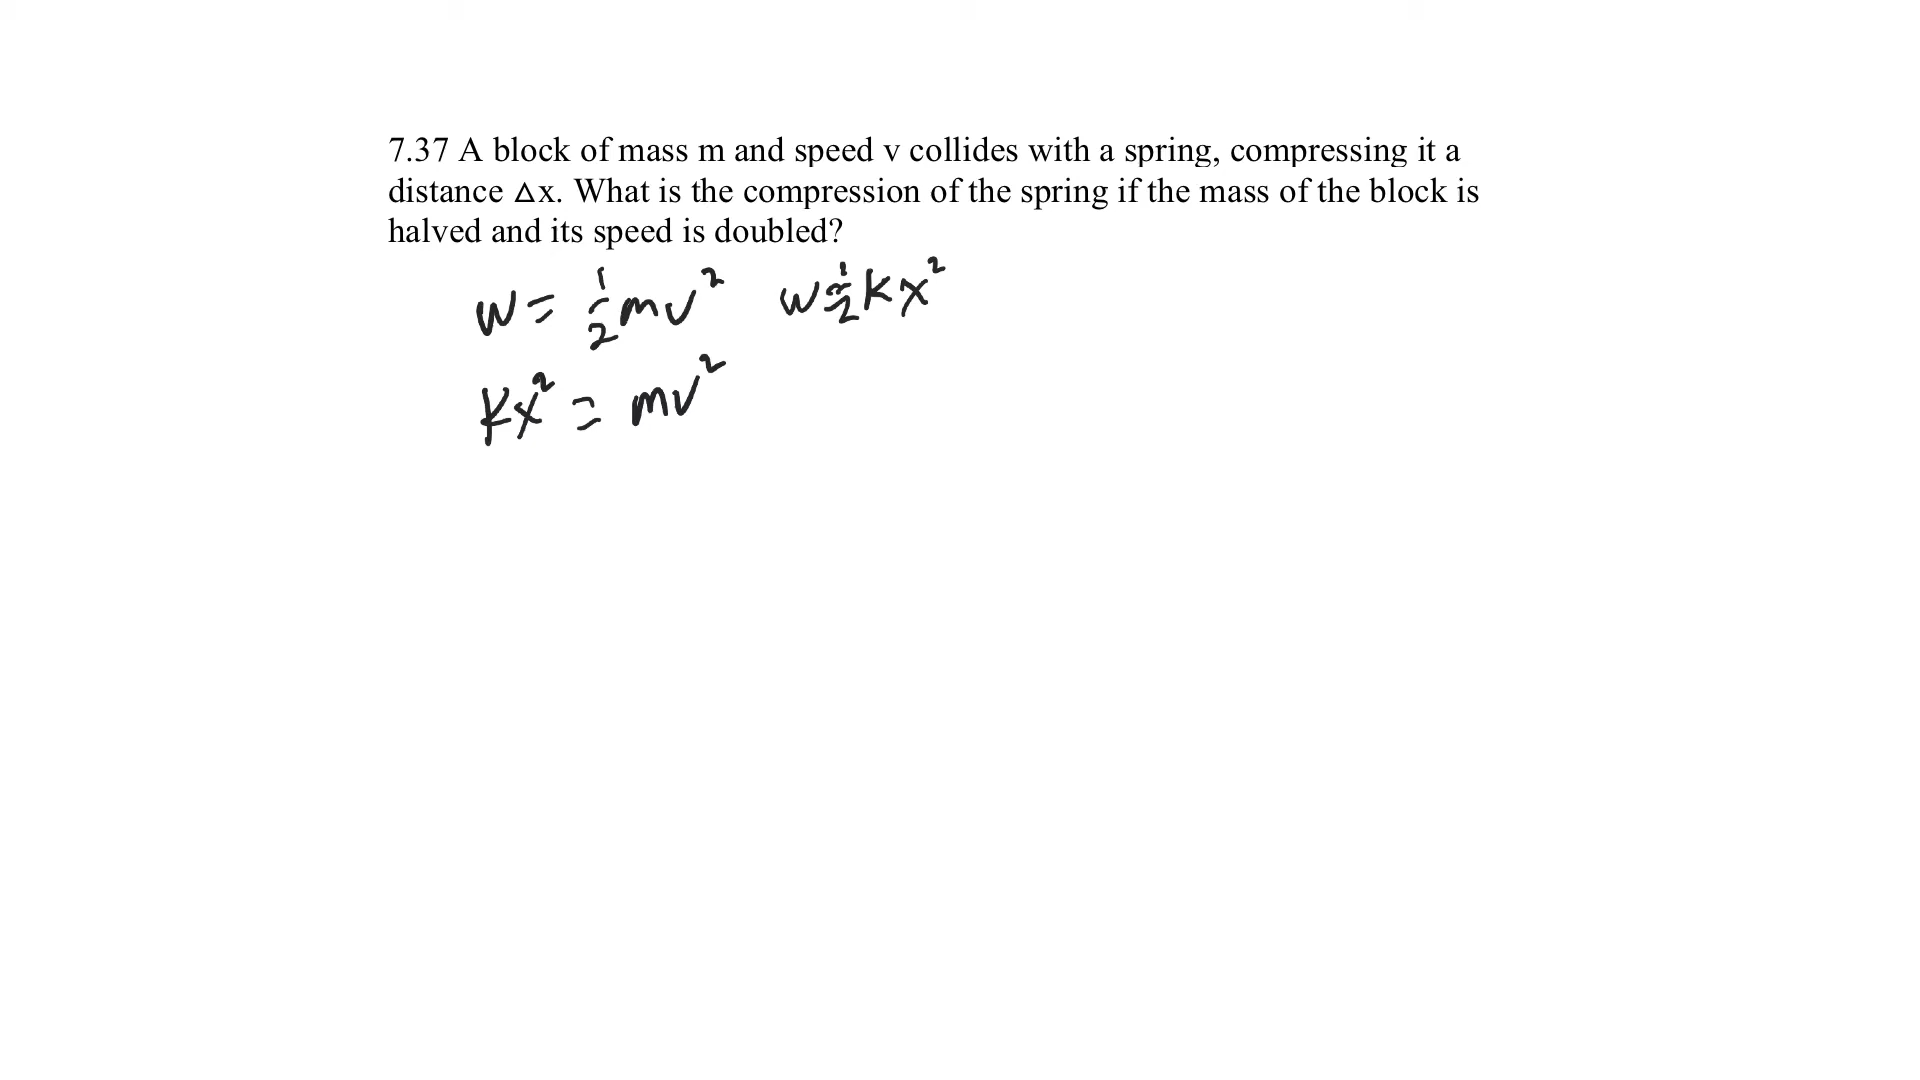 7.37 A block of mass m and speed v collides with a spring, compressing it a
distance △x. What is the compression of the spring if the mass of the block is
halved and its speed is doubled?
W = 1/2 mv² W = 1/2 kx²
kx² = mv²